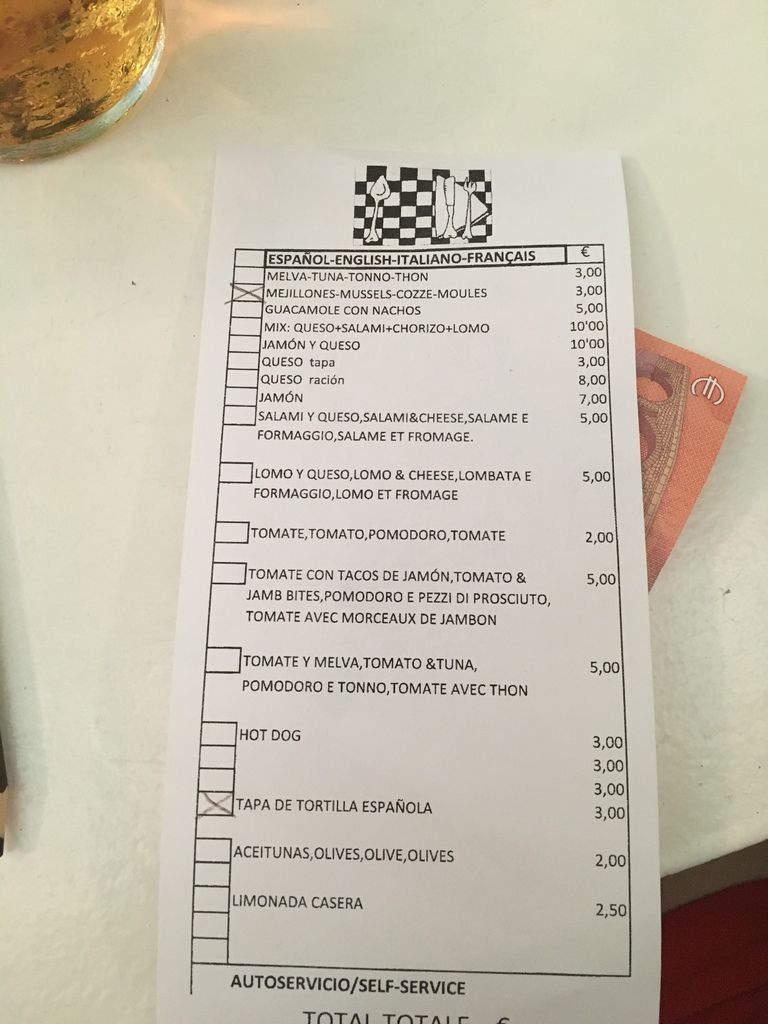 ESPAÑOL-ENGLISH-ITALIANO-FRANÇAIS €
MELVA-TUNA-TONNO-THON 3,00
MEJILLONES-MUSSELS-COZZE-MOULES 3,00
GUACAMOLE CON NACHOS 5,00
MIX: QUESO+SALAMI+CHORIZO+LOMO 10'00
JAMÓN Y QUESO 10'00
QUESO tapa 3,00
QUESO ración 8,00
JAMÓN 7,00
SALAMI Y QUESO,SALAMI&CHEESE,SALAME E 5,00
FORMAGGIO,SALAME ET FROMAGE.
LOMO Y QUESO,LOMO & CHEESE,LOMBATA E 5,00
FORMAGGIO,LOMO ET FROMAGE
TOMATE,TOMATO,POMODORO,TOMATE 2,00
TOMATE CON TACOS DE JAMÓN,TOMATO & 5,00
JAMB BITES,POMODORO E PEZZI DI PROSCIUTO,
TOMATE AVEC MORCEAUX DE JAMBON
TOMATE Y MELVA,TOMATO &TUNA, 5,00
POMODORO E TONNO,TOMATE AVEC THON
HOT DOG 3,00
3,00
3,00
TAPA DE TORTILLA ESPAÑOLA 3,00
ACEITUNAS,OLIVES,OLIVE,OLIVES 2,00
LIMONADA CASERA 2,50
AUTOSERVICIO/SELF-SERVICE
TOTAL TOTALE €